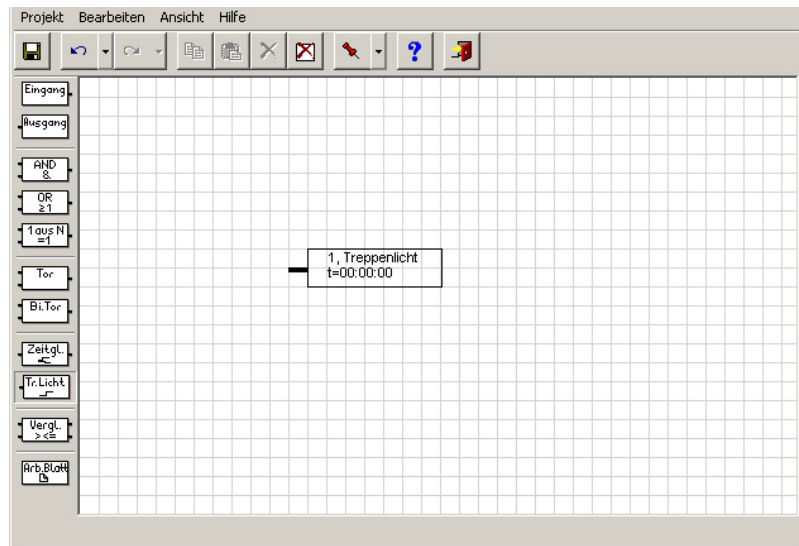 Projekt Bearbeiten Ansicht Hilfe
?
Eingang
Ausgang
AND
&
OR
≥1
1 aus N
=1
Tor
Bi.Tor
Zeitgl.
Tr.Licht
Vergl.
><=
Arb.Blatt
1, Treppenlicht
t=00:00:00